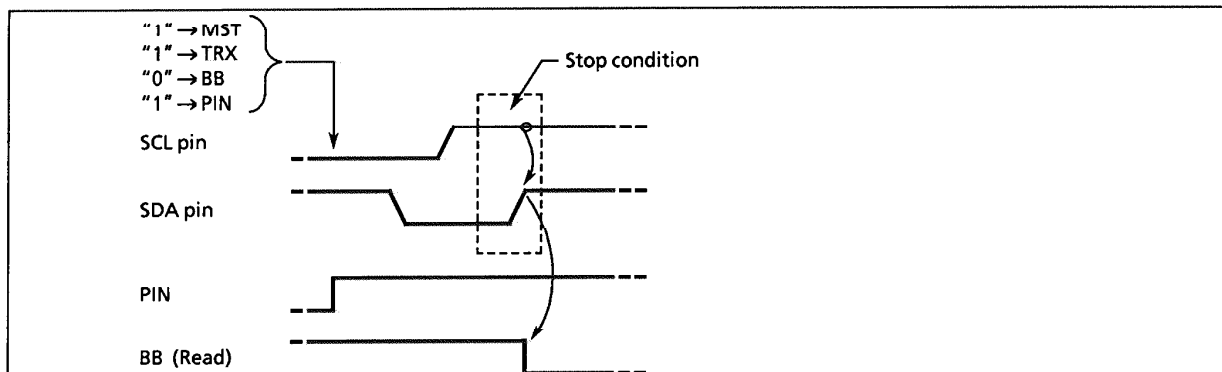 "1" → MST
"1" → TRX
"0" → BB
"1" → PIN
Stop condition
SCL pin
SDA pin
PIN
BB (Read)